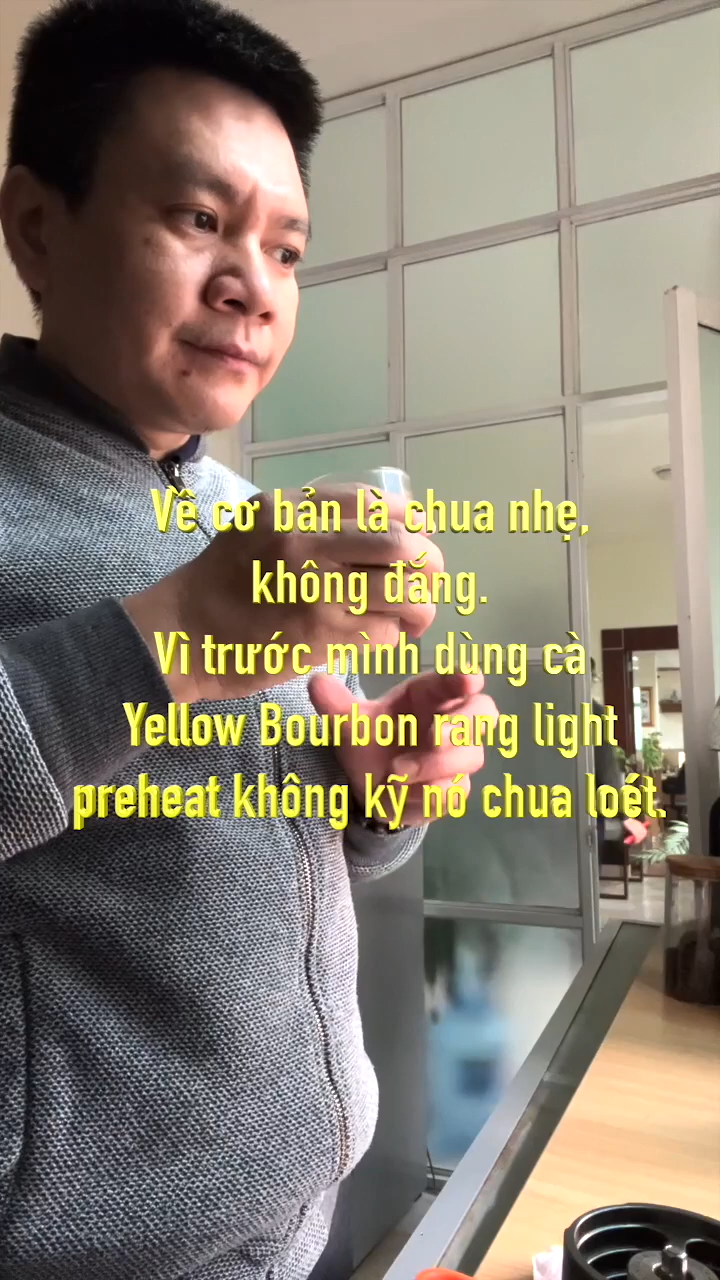 Về cơ bản là chua nhẹ,
không đắng.
Vì trước mình dùng cà
Yellow Bourbon rang light
preheat không kỹ nó chua loét.